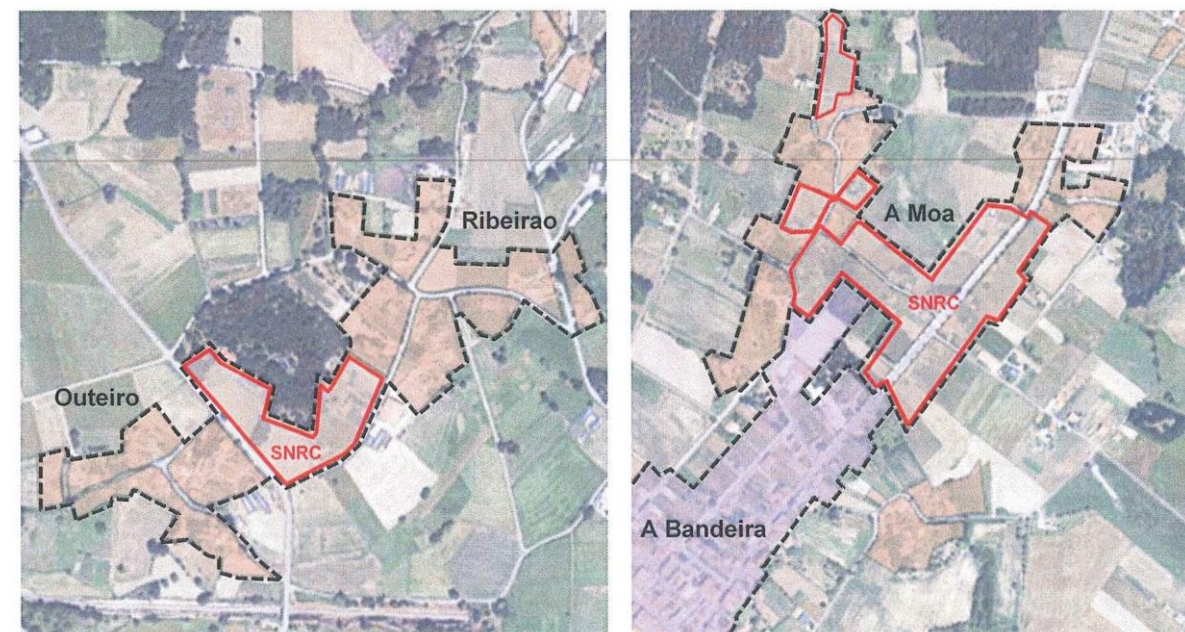 Ribeirao
Outeiro
SNRC
A Moa
SNRC
A Bandeira